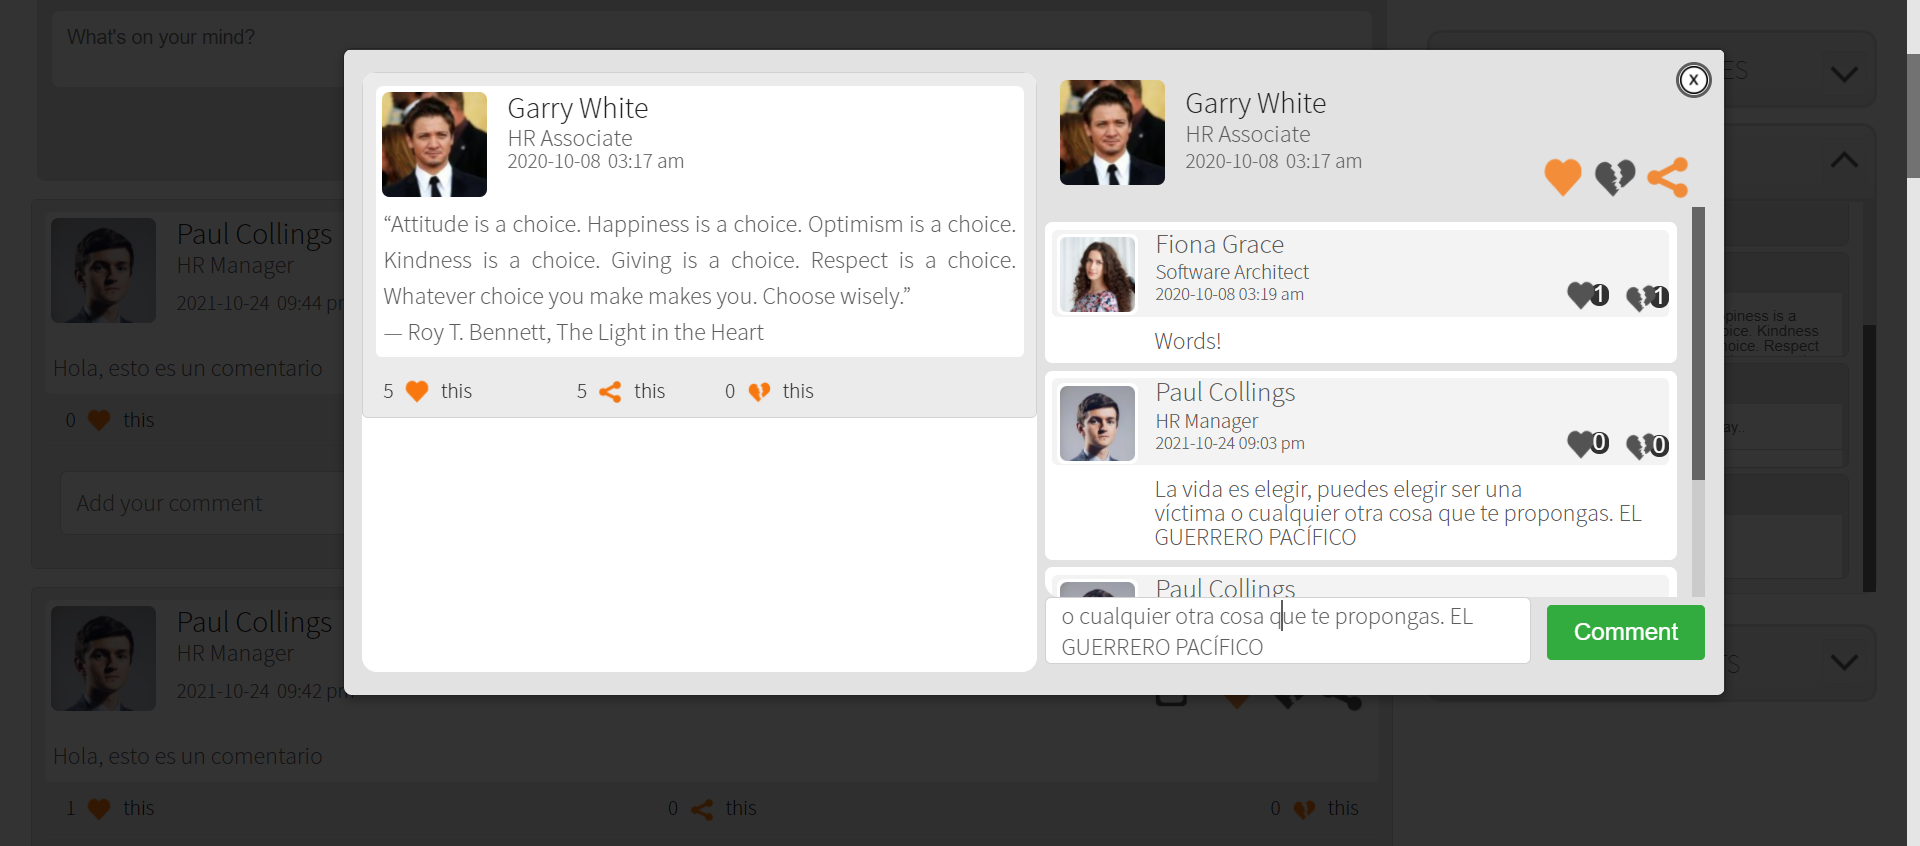 What's on your mind?
ES
Garry White
HR Associate
2020-10-08 03:17 am
“Attitude is a choice. Happiness is a choice. Optimism is a choice.
Kindness is a choice. Giving is a choice. Respect is a choice.
Whatever choice you make makes you. Choose wisely.”
— Roy T. Bennett, The Light in the Heart
5 this
5 this
0 this
Garry White
HR Associate
2020-10-08 03:17 am
X
Fiona Grace
Software Architect
2020-10-08 03:19 am
1
1
Words!
Paul Collings
HR Manager
2021-10-24 09:03 pm
0
0
La vida es elegir, puedes elegir ser una
víctima o cualquier otra cosa que te propongas. EL
GUERRERO PACÍFICO
Paul Collings
o cualquier otra cosa que te propongas. EL
GUERRERO PACÍFICO
Comment
Paul Collings
HR Manager
2021-10-24 09:44 pm
Hola, esto es un comentario
0 this
Add your comment
Paul Collings
HR Manager
2021-10-24 09:42 pm
Hola, esto es un comentario
1 this
0 this
0 this
piness is a
oice. Kindness
hoice. Respect
ay..
TS